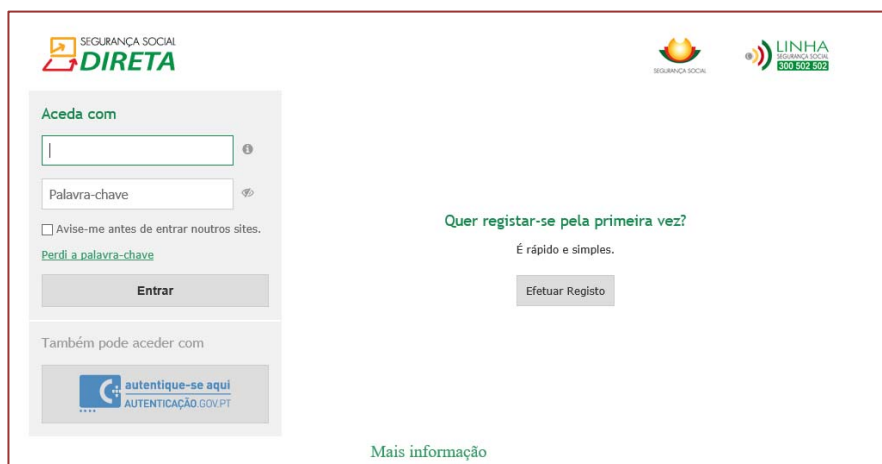 SEGURANÇA SOCIAL
DIRETA
SEGURANÇA SOCIAL
LINHA
SEGURANÇA SOCIAL
300 502 502
Aceda com
Palavra-chave
Avise-me antes de entrar noutros sites.
Perdi a palavra-chave
Entrar
Quer registar-se pela primeira vez?
É rápido e simples.
Efetuar Registo
Também pode aceder com
autentique-se aqui
AUTENTICAÇÃO.GOV.PT
Mais informação